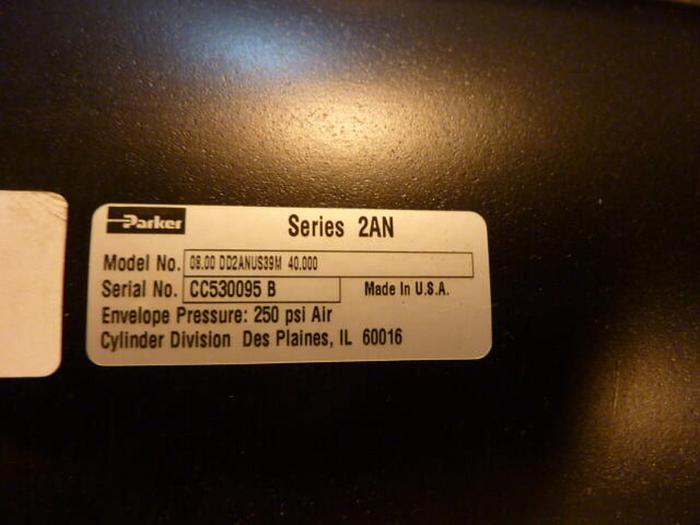 Parker
Series 2AN
Model No. 08.00 DD2ANUS39M 40.000
Serial No. CC530095 B Made In U.S.A.
Envelope Pressure: 250 psi Air
Cylinder Division Des Plaines, IL 60016